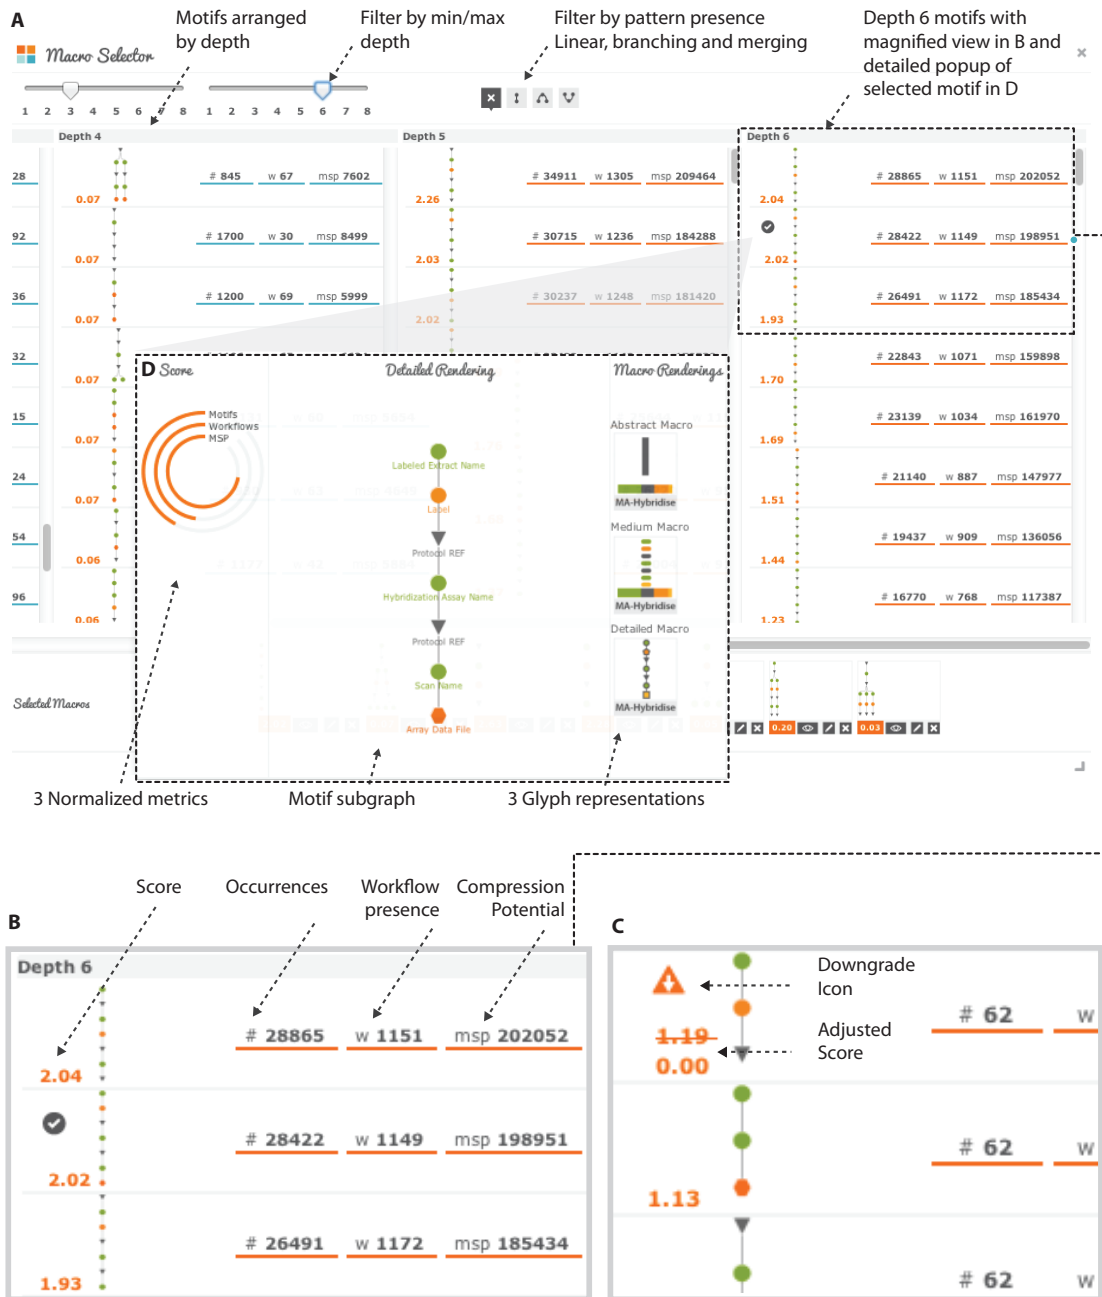 A
Motifs arranged by depth
Filter by min/max depth
Filter by pattern presence
Linear, branching and merging
Depth 6 motifs with magnified view in B and detailed popup of selected motif in D
Macro Selector
1 2 3 4 5 6 7 8
1 2 3 4 5 6 7 8
Depth 4
Depth 5
Depth 6
28
0.07
# 845 w 67 msp 7602
2.26
# 34911 w 1305 msp 209464
2.04
# 28865 w 1151 msp 202052
92
0.07
# 1700 w 30 msp 8499
2.03
# 30715 w 1236 msp 184288
2.02
# 28422 w 1149 msp 198951
36
0.07
# 1200 w 69 msp 5999
2.02
# 30237 w 1248 msp 181420
1.93
# 26491 w 1172 msp 185434
32
0.07
1.70
# 22843 w 1071 msp 159898
15
0.07
1.69
# 23139 w 1034 msp 161970
24
0.07
1.51
# 21140 w 887 msp 147977
54
0.06
1.44
# 19437 w 909 msp 136056
96
0.06
1.23
# 16770 w 768 msp 117387
D
Score
Detailed Rendering
Macro Renderings
Motifs
Workflows
MSP
Labeled Extract Name
Label
Protocol REF
Hybridization Assay Name
Protocol REF
Scan Name
Array Data File
Abstract Macro
MA-Hybridise
Medium Macro
MA-Hybridise
Detailed Macro
MA-Hybridise
Selected Macros
0.20
0.03
3 Normalized metrics
Motif subgraph
3 Glyph representations
B
Score
Occurrences
Workflow presence
Compression Potential
Depth 6
2.04
# 28865 w 1151 msp 202052
2.02
# 28422 w 1149 msp 198951
1.93
# 26491 w 1172 msp 185434
C
Downgrade Icon
Adjusted Score
1.19
0.00
# 62 w
1.13
# 62 w
# 62 w